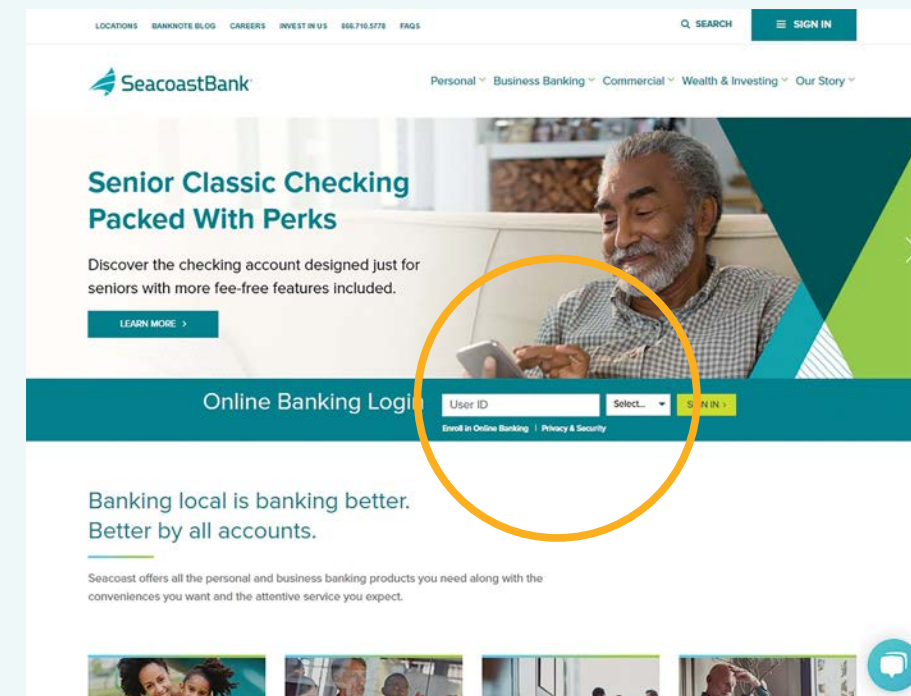 LOCATIONS BANKNOTE BLOG CAREERS INVEST IN US 866.710.5778 FAQS SEARCH SIGN IN
SeacoastBank Personal Business Banking Commercial Wealth & Investing Our Story
Senior Classic Checking
Packed With Perks
Discover the checking account designed just for
seniors with more fee-free features included.
LEARN MORE >
Online Banking Login User ID Select... SIGN IN >
Enroll in Online Banking | Privacy & Security
Banking local is banking better.
Better by all accounts.
Seacoast offers all the personal and business banking products you need along with the
conveniences you want and the attentive service you expect.